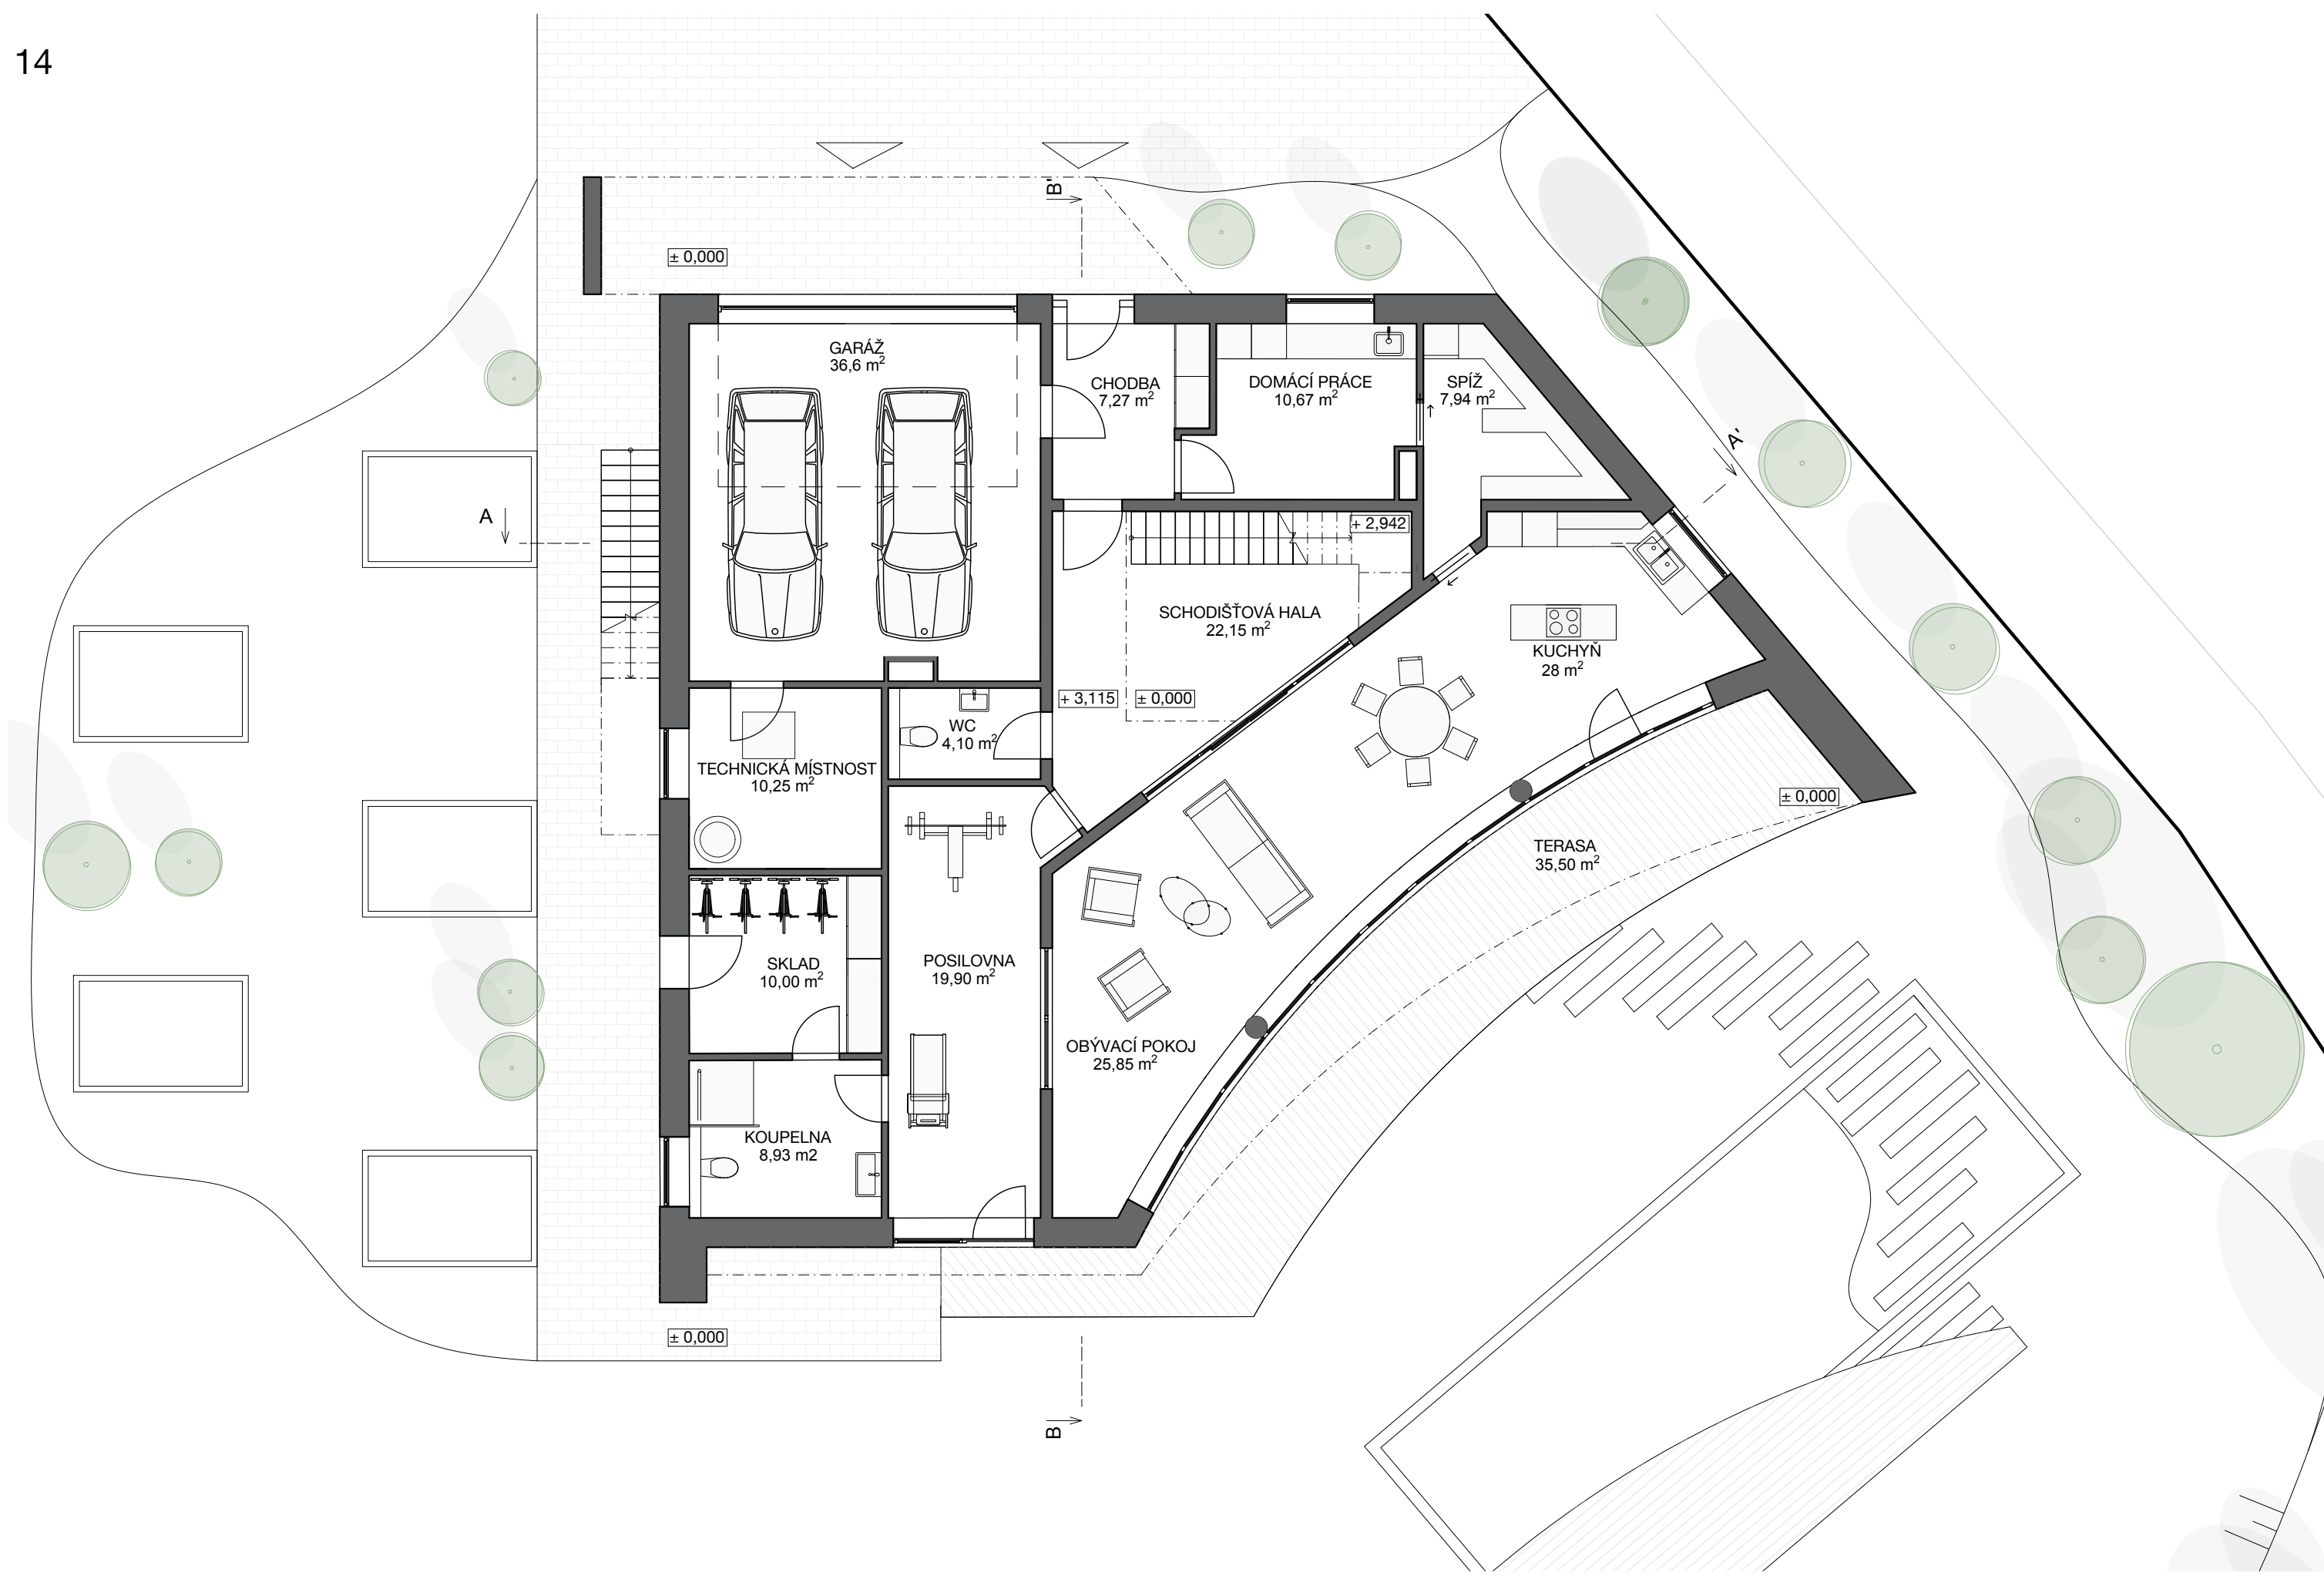 14
B'
± 0,000
GARÁŽ
36,6 m²
CHODBA
7,27 m²
DOMÁCÍ PRÁCE
10,67 m²
SPÍŽ
7,94 m²
A'
A
+ 2,942
SCHODIŠŤOVÁ HALA
22,15 m²
KUCHYŇ
28 m²
+ 3,115
± 0,000
WC
4,10 m²
TECHNICKÁ MÍSTNOST
10,25 m²
± 0,000
TERASA
35,50 m²
SKLAD
10,00 m²
POSILOVNA
19,90 m²
OBÝVACÍ POKOJ
25,85 m²
KOUPELNA
8,93 m2
± 0,000
B